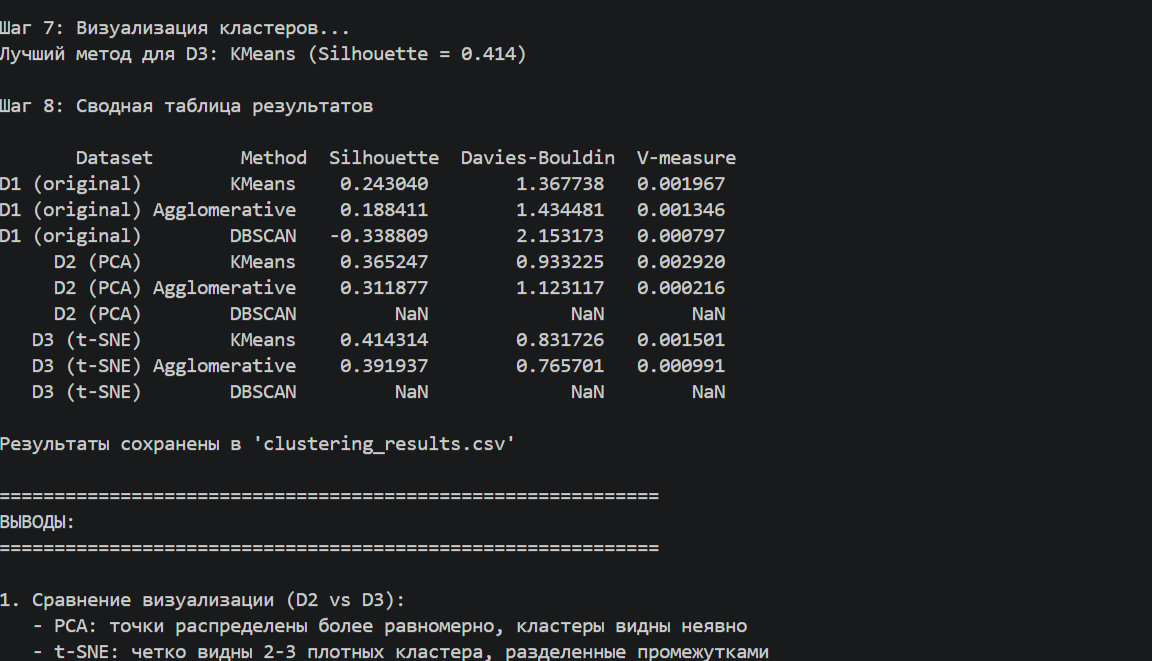 Шаг 7: Визуализация кластеров...
Лучший метод для D3: KMeans (Silhouette = 0.414)
Шаг 8: Сводная таблица результатов
Dataset Method Silhouette Davies-Bouldin V-measure
D1 (original) KMeans 0.243040 1.367738 0.001967
D1 (original) Agglomerative 0.188411 1.434481 0.001346
D1 (original) DBSCAN -0.338809 2.153173 0.000797
D2 (PCA) KMeans 0.365247 0.933225 0.002920
D2 (PCA) Agglomerative 0.311877 1.123117 0.000216
D2 (PCA) DBSCAN NaN NaN NaN
D3 (t-SNE) KMeans 0.414314 0.831726 0.001501
D3 (t-SNE) Agglomerative 0.391937 0.765701 0.000991
D3 (t-SNE) DBSCAN NaN NaN NaN
Результаты сохранены в 'clustering_results.csv'
============================================================
ВЫВОДЫ:
============================================================
1. Сравнение визуализации (D2 vs D3):
- PCA: точки распределены более равномерно, кластеры видны неявно
- t-SNE: четко видны 2-3 плотных кластера, разделенные промежутками